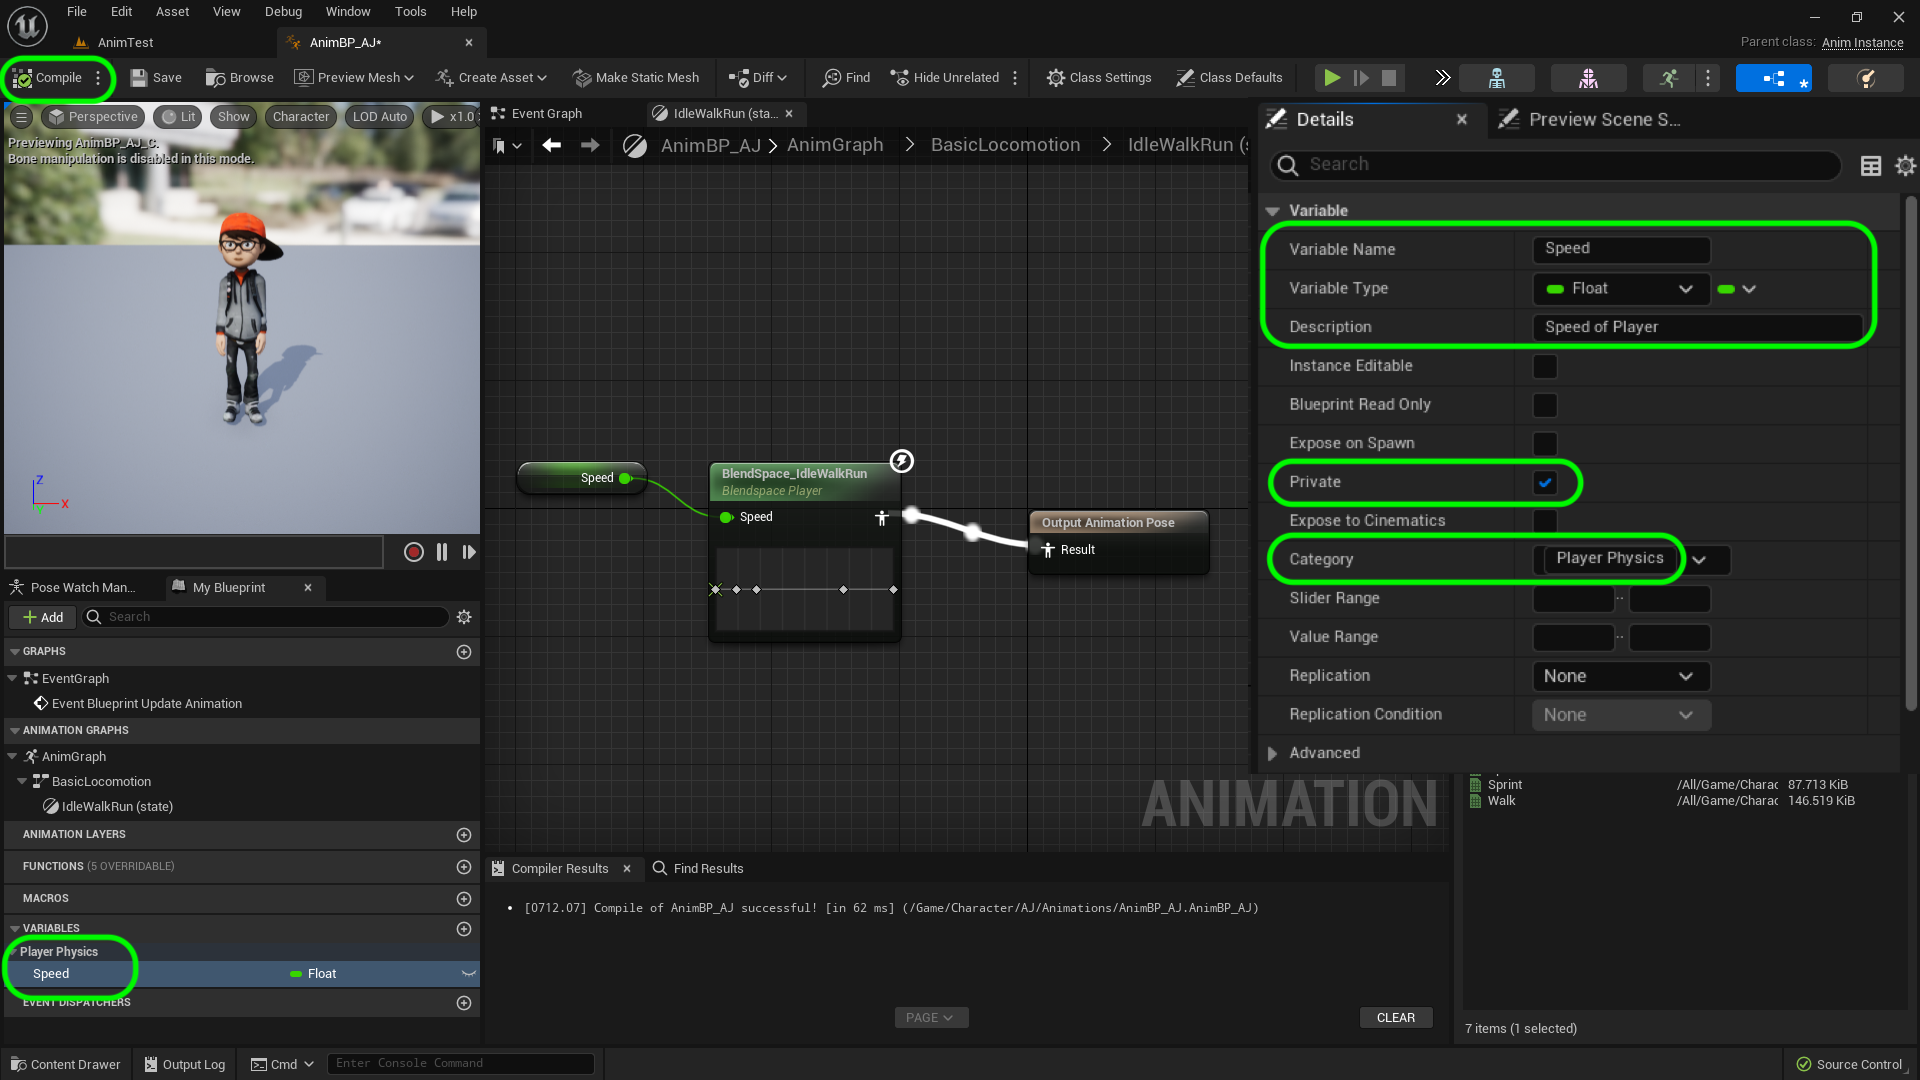 File Edit Asset View Debug Window Tools Help
AnimTest AnimBP_AJ* Parent class: Anim Instance
Compile Save Browse Preview Mesh Create Asset Make Static Mesh Diff Find Hide Unrelated Class Settings Class Defaults
Perspective Lit Show Character LOD Auto x1.0
Previewing AnimBP_AJ_C.
Bone manipulation is disabled in this mode.
Z
X
Y
Pose Watch Man... My Blueprint
Add Search
GRAPHS
EventGraph
Event Blueprint Update Animation
ANIMATION GRAPHS
AnimGraph
BasicLocomotion
IdleWalkRun (state)
ANIMATION LAYERS
FUNCTIONS (5 OVERRIDABLE)
MACROS
VARIABLES
Player Physics
Speed Float
EVENT DISPATCHERS
Event Graph IdleWalkRun (sta...
AnimBP_AJ > AnimGraph > BasicLocomotion > IdleWalkRun (s
Speed
BlendSpace_IdleWalkRun
Blendspace Player
Speed
Output Animation Pose
Result
ANIMATION
Compiler Results Find Results
• [0712.07] Compile of AnimBP_AJ successful! [in 62 ms] (/Game/Character/AJ/Animations/AnimBP_AJ.AnimBP_AJ)
PAGE CLEAR
Details Preview Scene S...
Search
Variable
Variable Name Speed
Variable Type Float
Description Speed of Player
Instance Editable
Blueprint Read Only
Expose on Spawn
Private
Expose to Cinematics
Category Player Physics
Slider Range ..
Value Range ..
Replication None
Replication Condition None
Advanced
Sprint /All/Game/Charac 87.713 KiB
Walk /All/Game/Charac 146.519 KiB
7 items (1 selected)
Content Drawer Output Log Cmd Enter Console Command Source Control